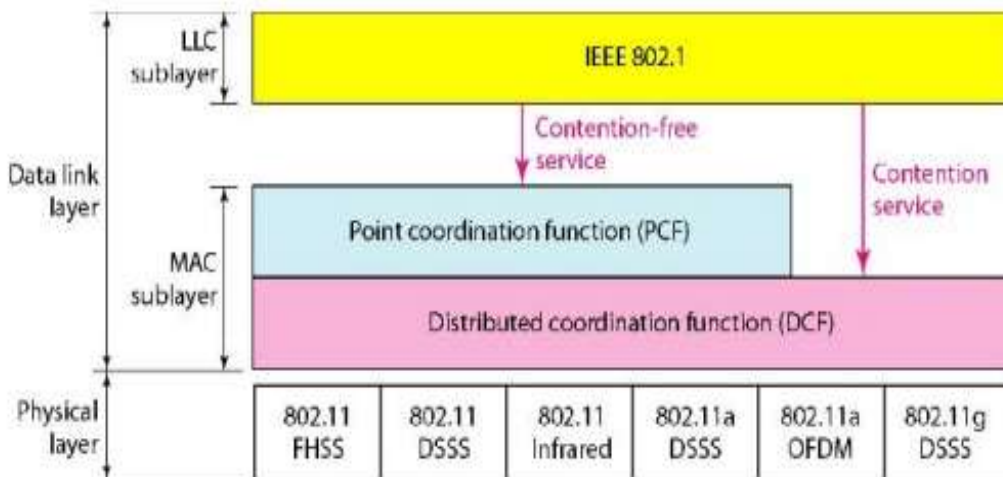 LLC
sublayer
IEEE 802.1
Contention-free
service
Data link
layer
Contention
service
Point coordination function (PCF)
MAC
sublayer
Distributed coordination function (DCF)
Physical
layer
802.11
FHSS
802.11
DSSS
802.11
Infrared
802.11a
DSSS
802.11a
OFDM
802.11g
DSSS